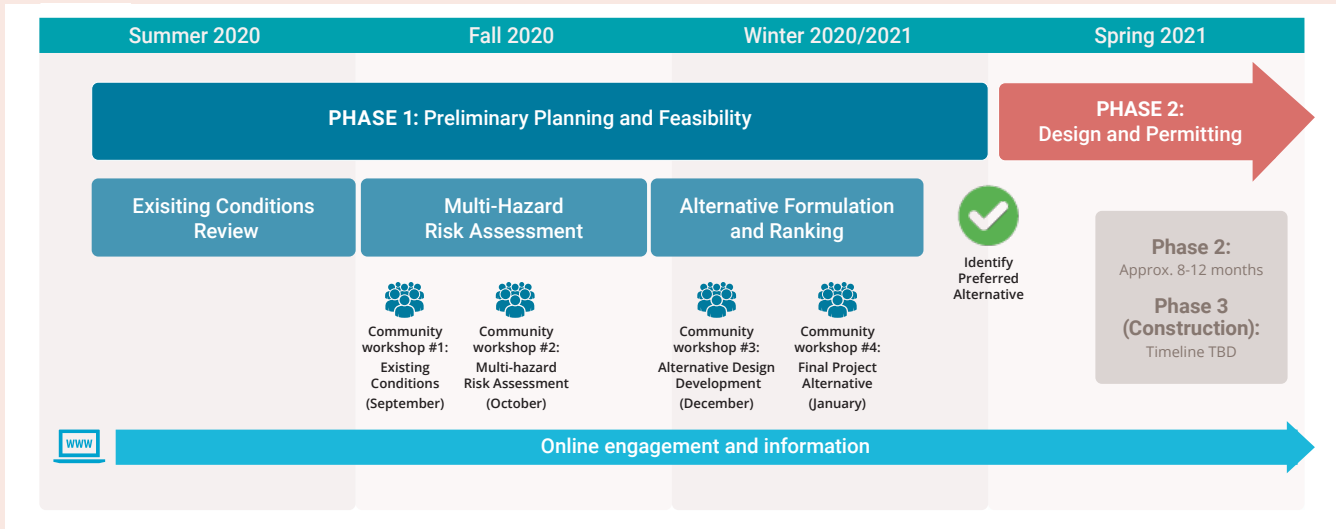 Summer 2020
Fall 2020
Winter 2020/2021
Spring 2021
PHASE 1: Preliminary Planning and Feasibility
PHASE 2:
Design and Permitting
Exisiting Conditions
Review
Multi-Hazard
Risk Assessment
Alternative Formulation
and Ranking
Identify
Preferred
Alternative
Community
workshop #1:
Existing
Conditions
(September)
Community
workshop #2:
Multi-hazard
Risk Assessment
(October)
Community
workshop #3:
Alternative Design
Development
(December)
Community
workshop #4:
Final Project
Alternative
(January)
Phase 2:
Approx. 8-12 months
Phase 3
(Construction):
Timeline TBD
www
Online engagement and information